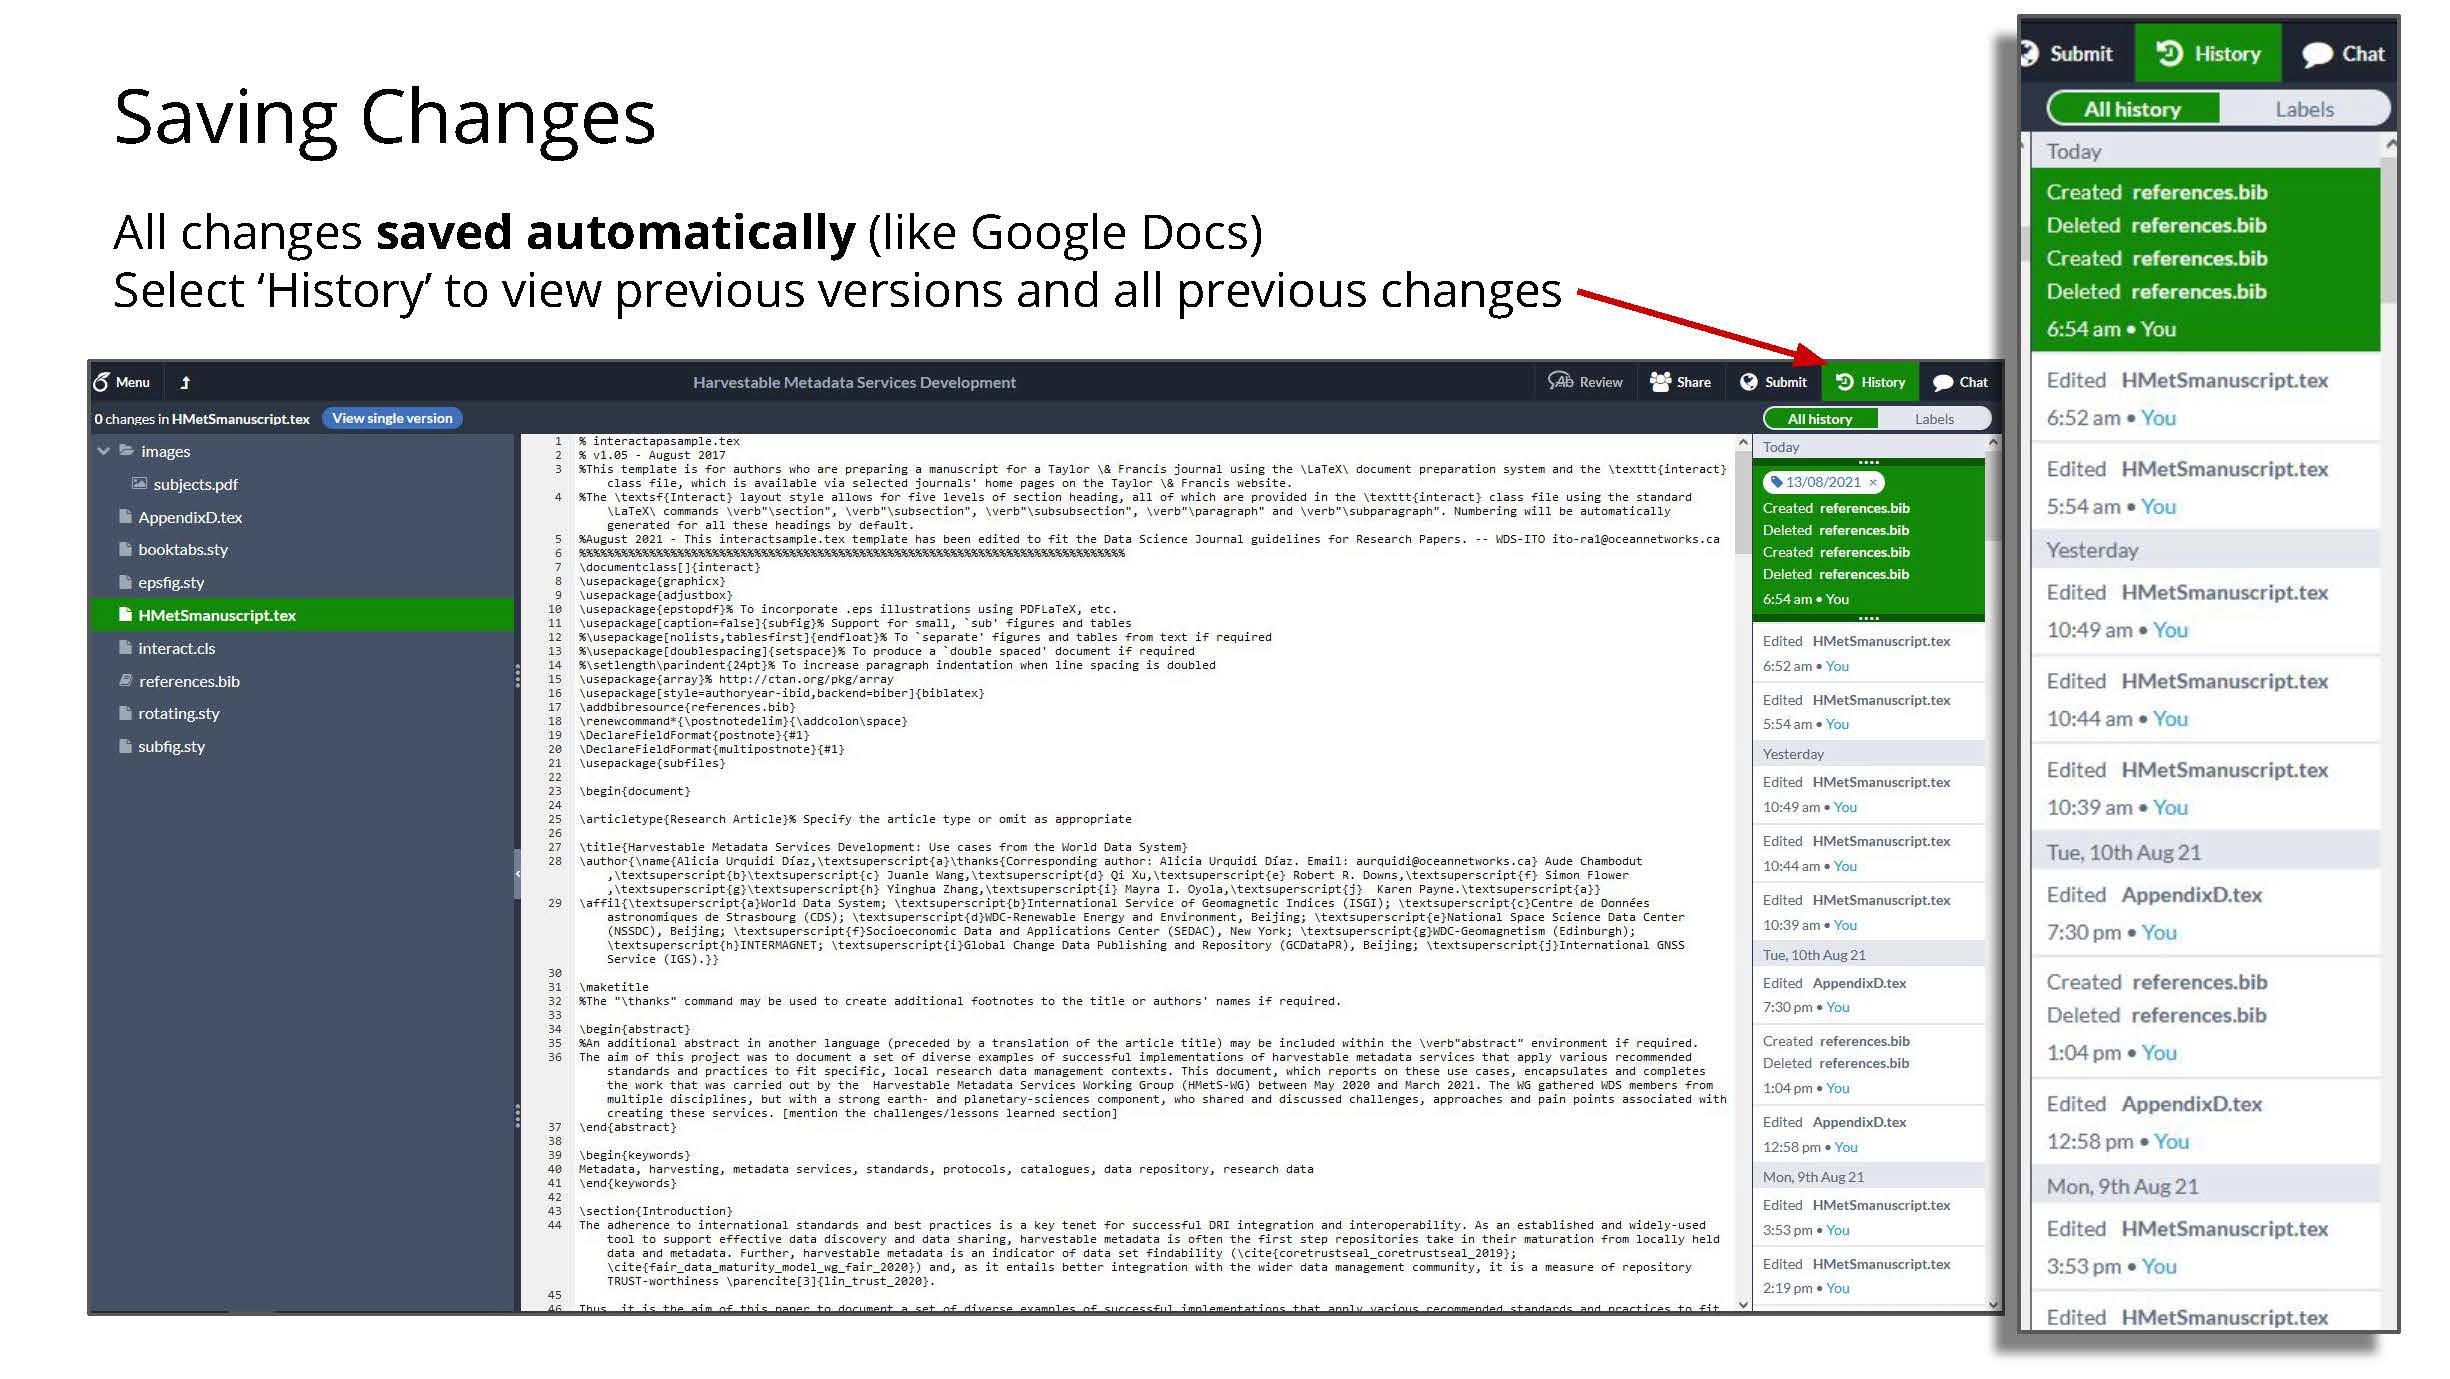 Saving Changes
All changes saved automatically (like Google Docs)
Select ‘History’ to view previous versions and all previous changes
Menu
Harvestable Metadata Services Development
Review
Share
Submit
History
Chat
0 changes in HMetSmanuscript.tex
View single version
All history
Labels
images
subjects.pdf
AppendixD.tex
booktabs.sty
epsfig.sty
HMetSmanuscript.tex
interact.cls
references.bib
rotating.sty
subfig.sty
1 % interactapasample.tex
2 % v1.05 - August 2017
3 %This template is for authors who are preparing a manuscript for a Taylor \& Francis journal using the \LaTeX\ document preparation system and the \texttt{interact}
class file, which is available via selected journals' home pages on the Taylor \& Francis website.
4 %The \textsf{Interact} layout style allows for five levels of section heading, all of which are provided in the \texttt{interact} class file using the standard
\LaTeX\ commands \verb"\section", \verb"\subsection", \verb"\subsubsection", \verb"\paragraph" and \verb"\subparagraph". Numbering will be automatically
generated for all these headings by default.
5 %August 2021 - This interactsample.tex template has been edited to fit the Data Science Journal guidelines for Research Papers. -- WDS-ITO ito-ra1@oceannetworks.ca
6 %%%%%%%%%%%%%%%%%%%%%%%%%%%%%%%%%%%%%%%%%%%%%%%%%%%%%%%%%%%%%%%%%%%%%%%%%%%%%%%%
7 \documentclass[]{interact}
8 \usepackage{graphicx}
9 \usepackage{adjustbox}
10 \usepackage{epstopdf}% To incorporate .eps illustrations using PDFLaTeX, etc.
11 \usepackage[caption=false]{subfig}% Support for small, `sub' figures and tables
12 %\usepackage[nolists,tablesfirst]{endfloat}% To `separate' figures and tables from text if required
13 %\usepackage[doublespacing]{setspace}% To produce a `double spaced' document if required
14 %\setlength\parindent{24pt}% To increase paragraph indentation when line spacing is doubled
15 \usepackage{array}% http://ctan.org/pkg/array
16 \usepackage[style=authoryear-ibid,backend=biber]{biblatex}
17 \addbibresource{references.bib}
18 \renewcommand*{\postnotedelim}{\addcolon\space}
19 \DeclareFieldFormat{postnote}{#1}
20 \DeclareFieldFormat{multipostnote}{#1}
21 \usepackage{subfiles}
22
23 \begin{document}
24
25 \articletype{Research Article}% Specify the article type or omit as appropriate
26
27 \title{Harvestable Metadata Services Development: Use cases from the World Data System}
28 \author{\name{Alicia Urquidi Díaz,\textsuperscript{a}\thanks{Corresponding author: Alicia Urquidi Díaz. Email: aurquidi@oceannetworks.ca} Aude Chambodut
,\textsuperscript{b}\textsuperscript{c} Juanle Wang,\textsuperscript{d} Qi Xu,\textsuperscript{e} Robert R. Downs,\textsuperscript{f} Simon Flower
,\textsuperscript{g}\textsuperscript{h} Yinghua Zhang,\textsuperscript{i} Mayra I. Oyola,\textsuperscript{j} Karen Payne.\textsuperscript{a}}
29 \affil{\textsuperscript{a}World Data System; \textsuperscript{b}International Service of Geomagnetic Indices (ISGI); \textsuperscript{c}Centre de Données
astronomiques de Strasbourg (CDS); \textsuperscript{d}WDC-Renewable Energy and Environment, Beijing; \textsuperscript{e}National Space Science Data Center
(NSSDC), Beijing; \textsuperscript{f}Socioeconomic Data and Applications Center (SEDAC), New York; \textsuperscript{g}WDC-Geomagnetism (Edinburgh);
\textsuperscript{h}INTERMAGNET; \textsuperscript{i}Global Change Data Publishing and Repository (GCDataPR), Beijing; \textsuperscript{j}International GNSS
Service (IGS).}}
30
31 \maketitle
32 %The "\thanks" command may be used to create additional footnotes to the title or authors' names if required.
33
34 \begin{abstract}
35 %An additional abstract in another language (preceded by a translation of the article title) may be included within the \verb"abstract" environment if required.
36 The aim of this project was to document a set of diverse examples of successful implementations of harvestable metadata services that apply various recommended
standards and practices to fit specific, local research data management contexts. This document, which reports on these use cases, encapsulates and completes
the work that was carried out by the Harvestable Metadata Services Working Group (HMetS-WG) between May 2020 and March 2021. The WG gathered WDS members from
multiple disciplines, but with a strong earth- and planetary-sciences component, who shared and discussed challenges, approaches and pain points associated with
creating these services. [mention the challenges/lessons learned section]
37 \end{abstract}
38
39 \begin{keywords}
40 Metadata, harvesting, metadata services, standards, protocols, catalogues, data repository, research data
41 \end{keywords}
42
43 \section{Introduction}
44 The adherence to international standards and best practices is a key tenet for successful DRI integration and interoperability. As an established and widely-used
tool to support effective data discovery and data sharing, harvestable metadata is often the first step repositories take in their maturation from locally held
data and metadata. Further, harvestable metadata is an indicator of data set findability (\cite{coretrustseal_coretrustseal_2019};
\cite{fair_data_maturity_model_wg_fair_2020}) and, as it entails better integration with the wider data management community, it is a measure of repository
TRUST-worthiness \parencite[3]{lin_trust_2020}.
45
46 Thus, it is the aim of this paper to document a set of diverse examples of successful implementations that apply various recommended standards and practices to fit
Today
13/08/2021 ×
Created references.bib
Deleted references.bib
Created references.bib
Deleted references.bib
6:54 am • You
Edited HMetSmanuscript.tex
6:52 am • You
Edited HMetSmanuscript.tex
5:54 am • You
Yesterday
Edited HMetSmanuscript.tex
10:49 am • You
Edited HMetSmanuscript.tex
10:44 am • You
Edited HMetSmanuscript.tex
10:39 am • You
Tue, 10th Aug 21
Edited AppendixD.tex
7:30 pm • You
Created references.bib
Deleted references.bib
1:04 pm • You
Edited AppendixD.tex
12:58 pm • You
Mon, 9th Aug 21
Edited HMetSmanuscript.tex
3:53 pm • You
Edited HMetSmanuscript.tex
2:19 pm • You
Submit
History
Chat
All history
Labels
Today
Created references.bib
Deleted references.bib
Created references.bib
Deleted references.bib
6:54 am • You
Edited HMetSmanuscript.tex
6:52 am • You
Edited HMetSmanuscript.tex
5:54 am • You
Yesterday
Edited HMetSmanuscript.tex
10:49 am • You
Edited HMetSmanuscript.tex
10:44 am • You
Edited HMetSmanuscript.tex
10:39 am • You
Tue, 10th Aug 21
Edited AppendixD.tex
7:30 pm • You
Created references.bib
Deleted references.bib
1:04 pm • You
Edited AppendixD.tex
12:58 pm • You
Mon, 9th Aug 21
Edited HMetSmanuscript.tex
3:53 pm • You
Edited HMetSmanuscript.tex